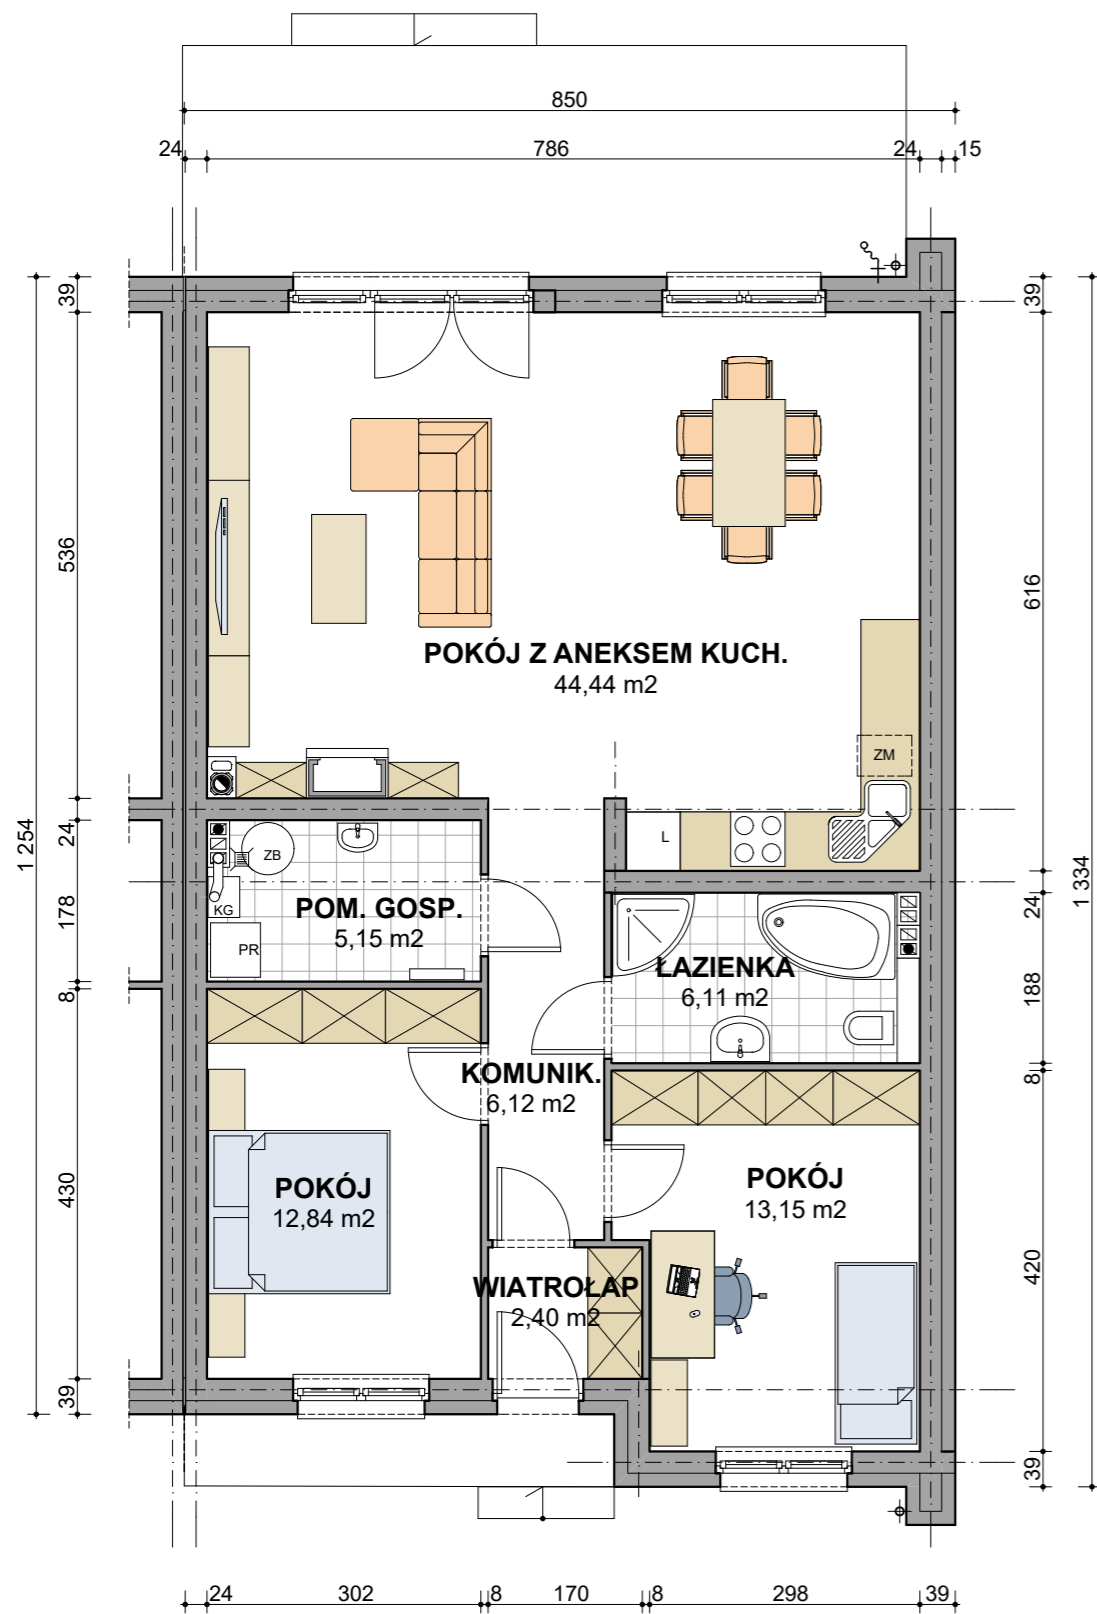 850
24 786 24 15
39
39
536
616
POKÓJ Z ANEKSEM KUCH.
44,44 m2
ZM
L
1 254
24
1 334
24
178
188
ZB
KG
PR
POM. GOSP.
5,15 m2
ŁAZIENKA
6,11 m2
8
8
KOMUNIK.
6,12 m2
430
420
POKÓJ
12,84 m2
POKÓJ
13,15 m2
WIATROŁAP
2,40 m2
39
39
24 302 8 170 8 298 39